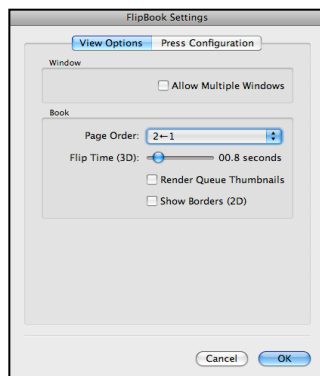 FlipBook Settings
View Options Press Configuration
Window
Allow Multiple Windows
Book
Page Order: 2←1
Flip Time (3D): 00.8 seconds
Render Queue Thumbnails
Show Borders (2D)
Cancel OK